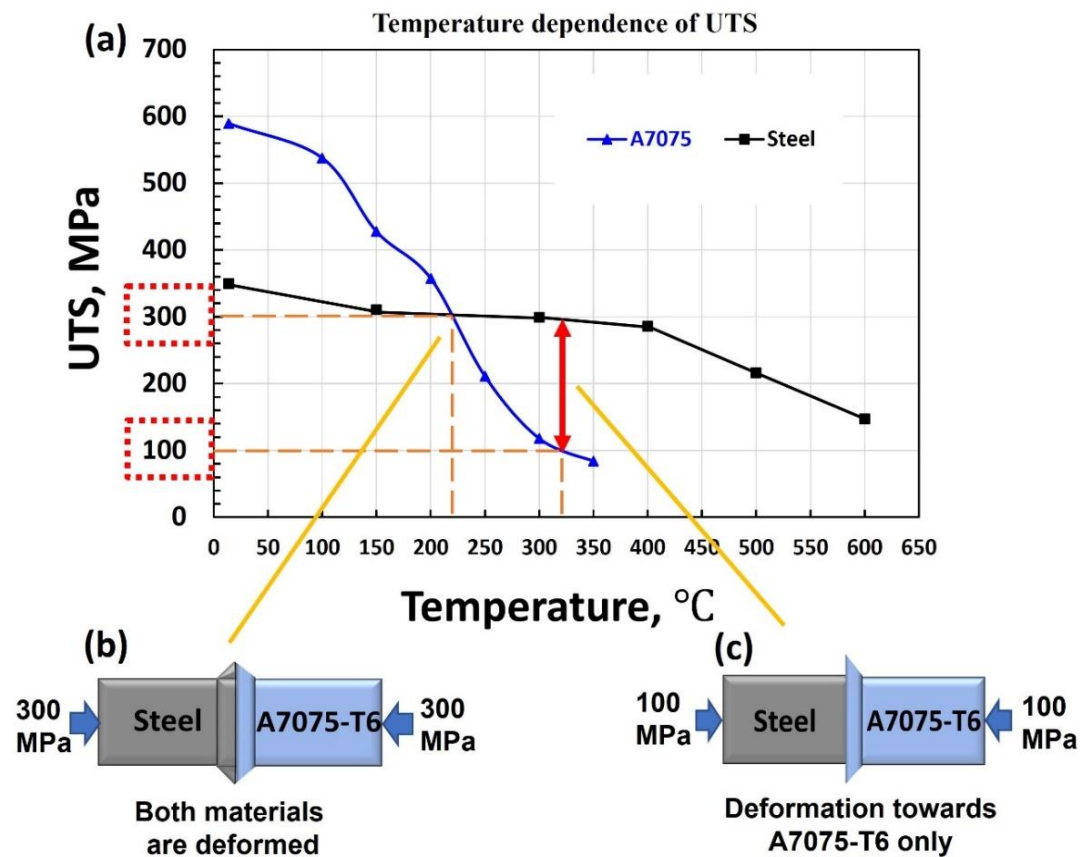 Temperature dependence of UTS
(a)
700
600
500
400
300
200
100
0
UTS, MPa
A7075
Steel
0 50 100 150 200 250 300 350 400 450 500 550 600 650
Temperature, °C
(b)
300
MPa
Steel
A7075-T6
300
MPa
Both materials
are deformed
(c)
100
MPa
Steel
A7075-T6
100
MPa
Deformation towards
A7075-T6 only